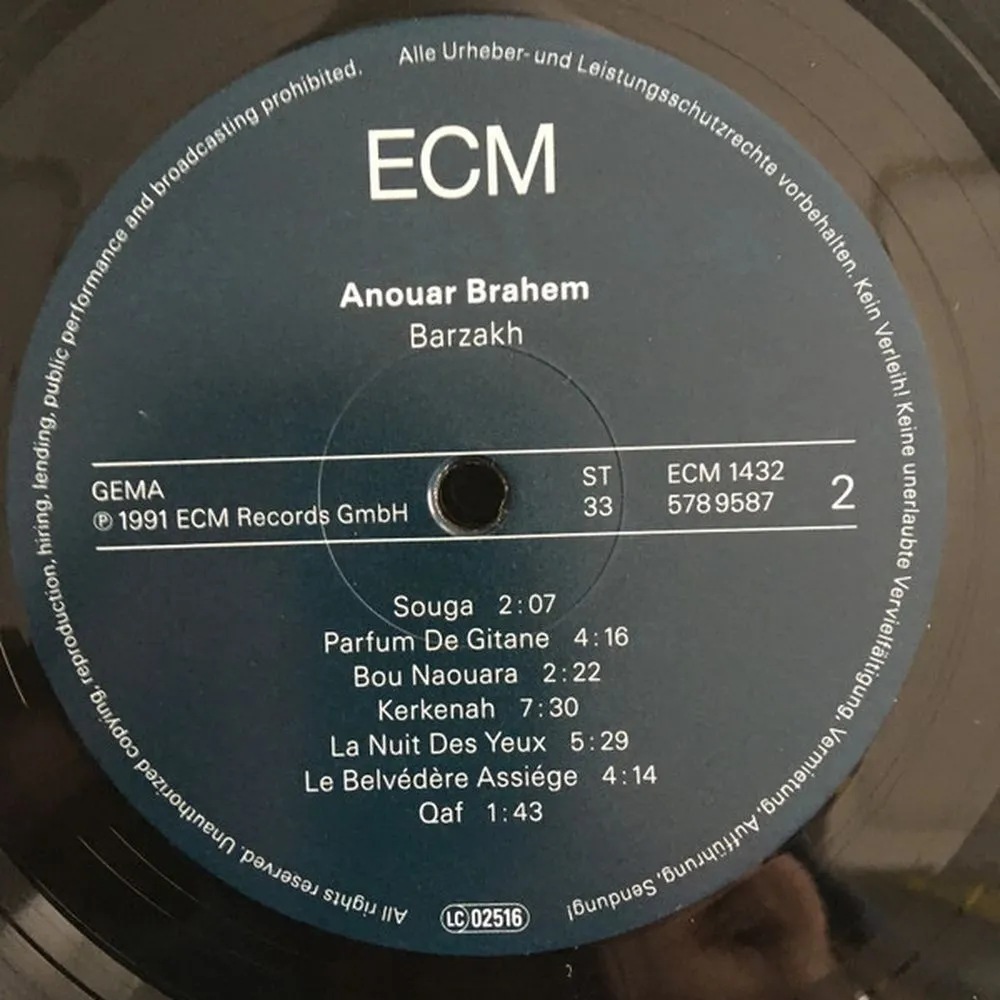 Alle Urheber- und Leistungsschutzrechte vorbehalten. Kein Verleih! Keine unerlaubte Vervielfältigung, Vermietung, Aufführung, Sendung!
ECM
Anouar Brahem
Barzakh
GEMA
℗ 1991 ECM Records GmbH
ST
33
ECM 1432
578 9587
2
Souga 2:07
Parfum De Gitane 4:16
Bou Naouara 2:22
Kerkenah 7:30
La Nuit Des Yeux 5:29
Le Belvédère Assiége 4:14
Qaf 1:43
LC 02516
All rights reserved. Unauthorized copying, reproduction, hiring, lending, public performance and broadcasting prohibited.